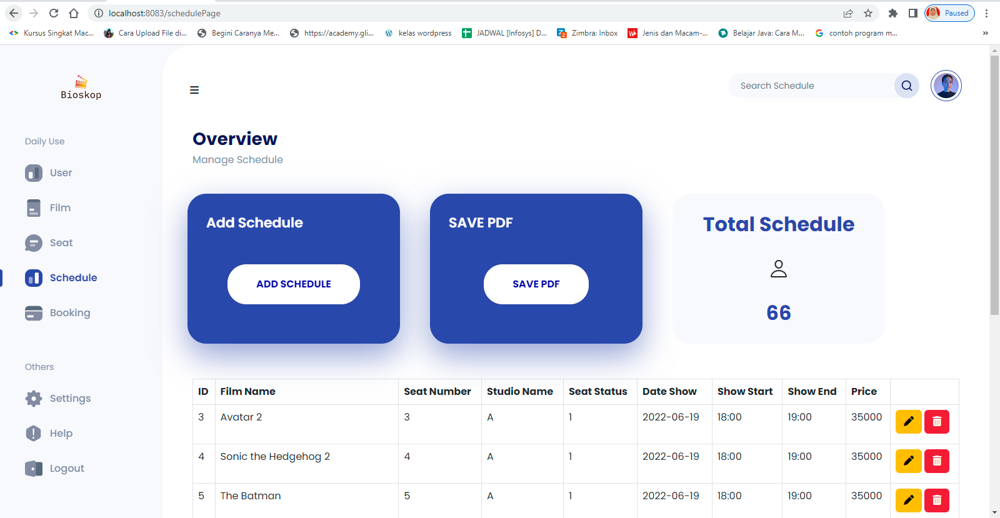 localhost:8083/schedulePage
Paused
Kursus Singkat Mac... Cara Upload File di... Begini Caranya Me... https://academy.gli... kelas wordpress JADWAL [Infosys] D... Zimbra: Inbox Jenis dan Macam-... Belajar Java: Cara M... contoh program m... »
Bioskop
Search Schedule
Daily Use
User
Film
Seat
Schedule
Booking
Others
Settings
Help
Logout
Overview
Manage Schedule
Add Schedule
ADD SCHEDULE
SAVE PDF
SAVE PDF
Total Schedule
66
ID Film Name Seat Number Studio Name Seat Status Date Show Show Start Show End Price
3 Avatar 2 3 A 1 2022-06-19 18:00 19:00 35000
4 Sonic the Hedgehog 2 4 A 1 2022-06-19 18:00 19:00 35000
5 The Batman 5 A 1 2022-06-19 18:00 19:00 35000